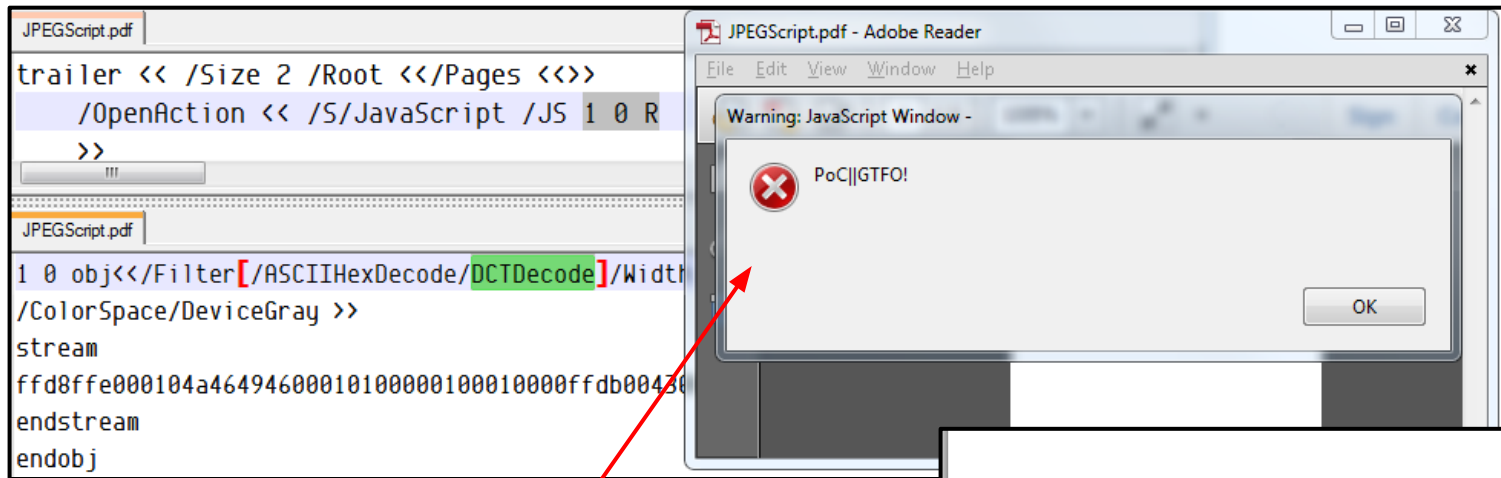 JPEGScript.pdf
trailer << /Size 2 /Root <</Pages <<>>
/OpenAction << /S/JavaScript /JS 1 0 R
>>
JPEGScript.pdf
1 0 obj<</Filter[/ASCIIHexDecode/DCTDecode]/Width
/ColorSpace/DeviceGray >>
stream
ffd8ffe000104a46494600010100000100010000ffdb00430
endstream
endobj
JPEGScript.pdf - Adobe Reader
File Edit View Window Help
Warning: JavaScript Window -
PoC||GTFO!
OK